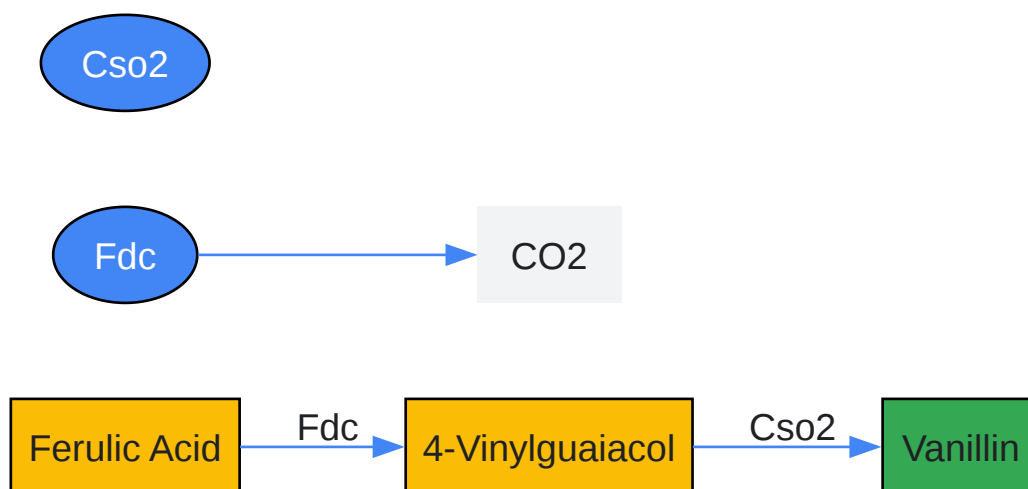 Cso2
Fdc
CO2
Ferulic Acid
Fdc
4-Vinylguaiacol
Cso2
Vanillin